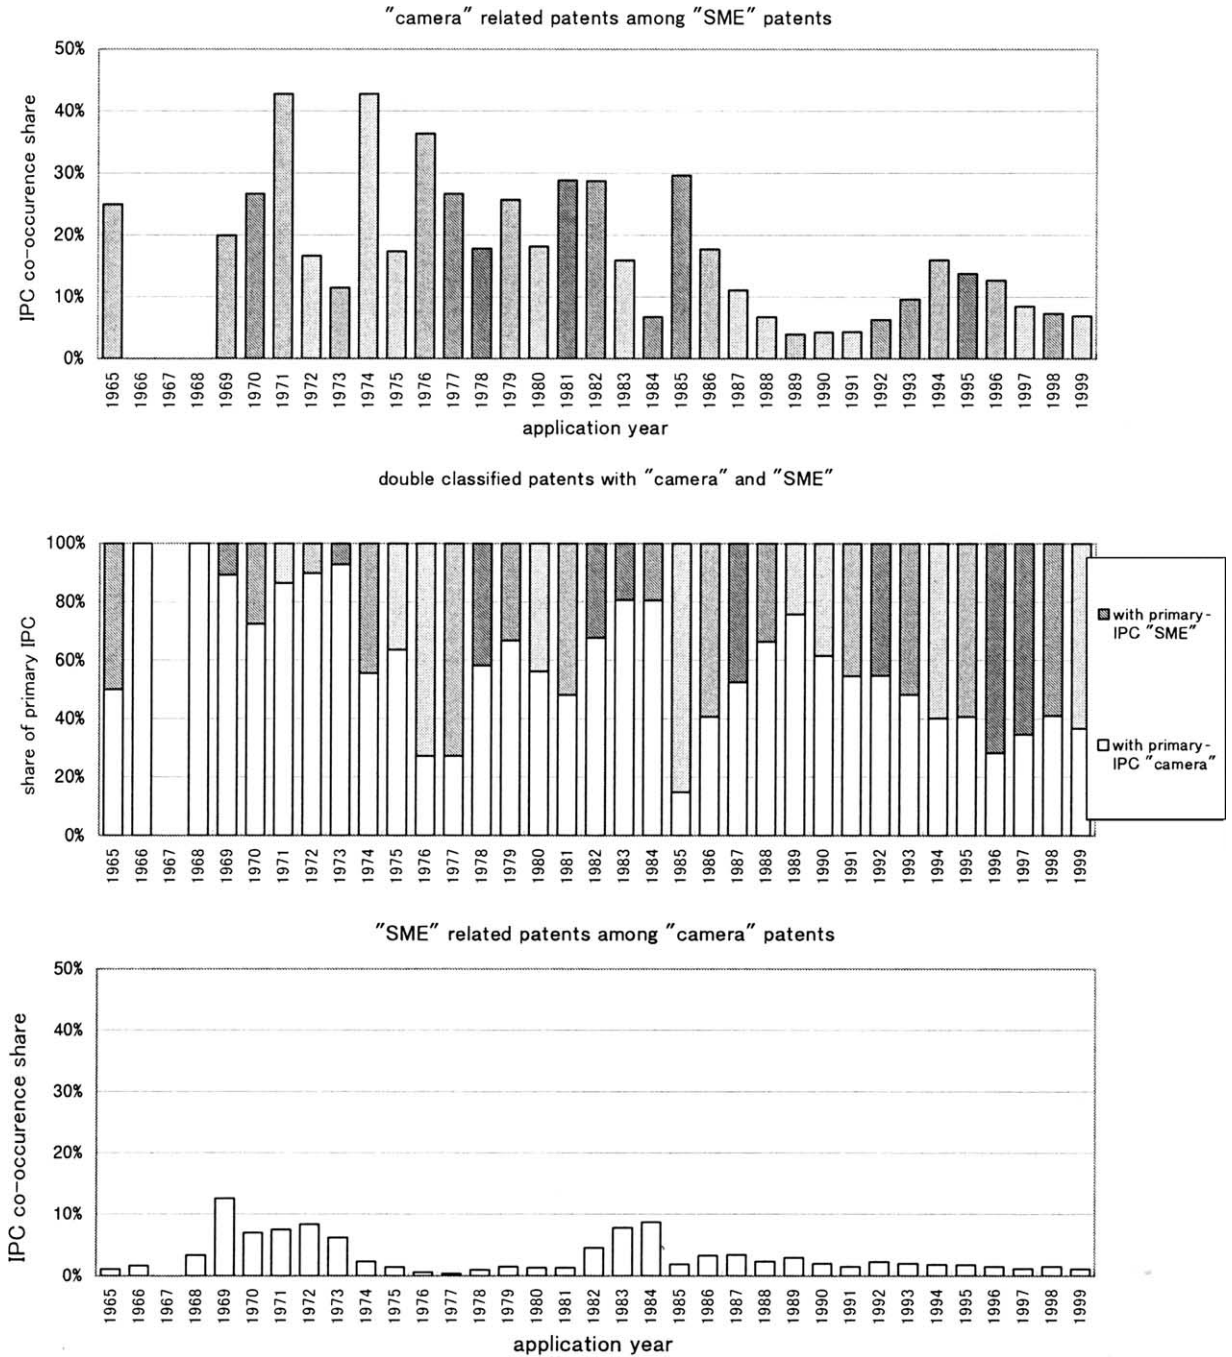 "camera" related patents among "SME" patents
IPC co-occurence share
50%
40%
30%
20%
10%
0%
1965 1966 1967 1968 1969 1970 1971 1972 1973 1974 1975 1976 1977 1978 1979 1980 1981 1982 1983 1984 1985 1986 1987 1988 1989 1990 1991 1992 1993 1994 1995 1996 1997 1998 1999
application year
double classified patents with "camera" and "SME"
share of primary IPC
100%
80%
60%
40%
20%
0%
with primary-
IPC "SME"
with primary-
IPC "camera"
1965 1966 1967 1968 1969 1970 1971 1972 1973 1974 1975 1976 1977 1978 1979 1980 1981 1982 1983 1984 1985 1986 1987 1988 1989 1990 1991 1992 1993 1994 1995 1996 1997 1998 1999
"SME" related patents among "camera" patents
IPC co-occurence share
50%
40%
30%
20%
10%
0%
1965 1966 1967 1968 1969 1970 1971 1972 1973 1974 1975 1976 1977 1978 1979 1980 1981 1982 1983 1984 1985 1986 1987 1988 1989 1990 1991 1992 1993 1994 1995 1996 1997 1998 1999
application year